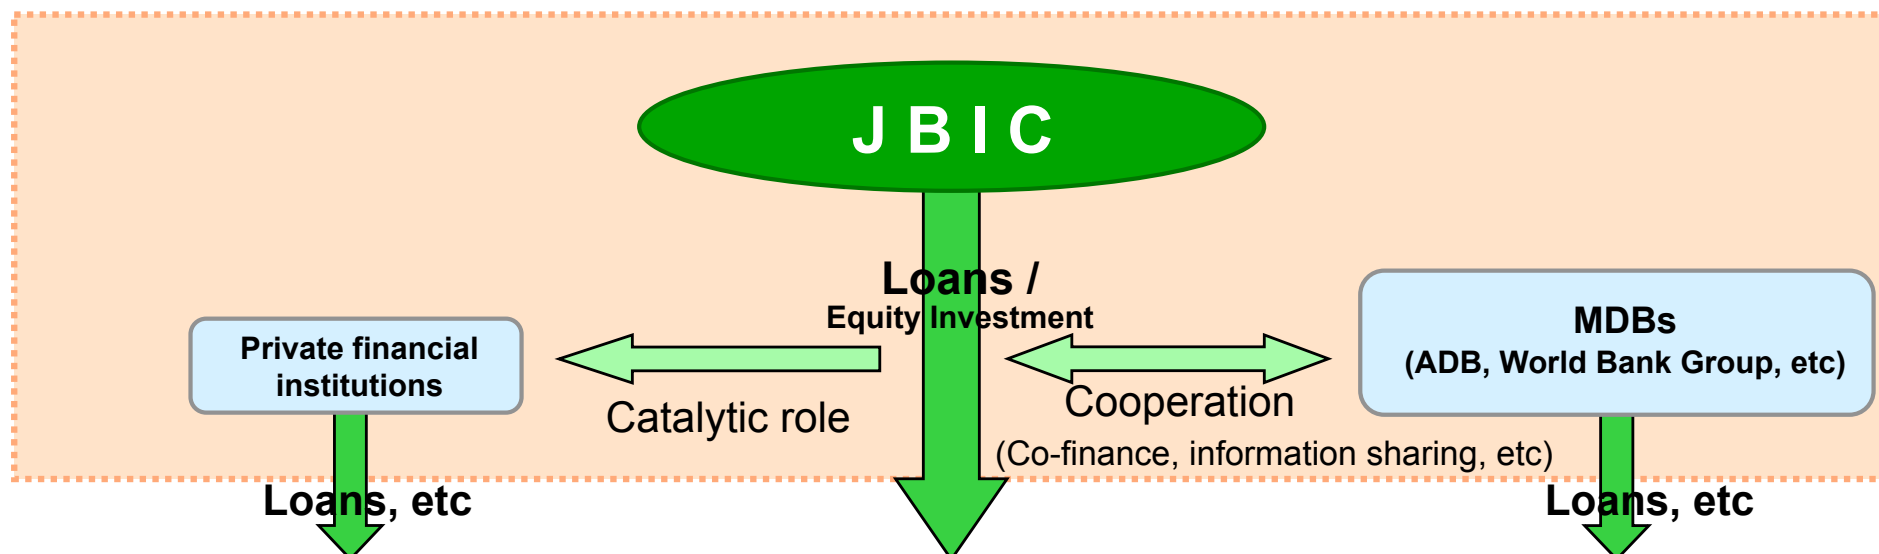 J B I C
Loans /
Equity Investment
Private financial
institutions
MDBs
(ADB, World Bank Group, etc)
Catalytic role
Cooperation
(Co-finance, information sharing, etc)
Loans, etc
Loans, etc